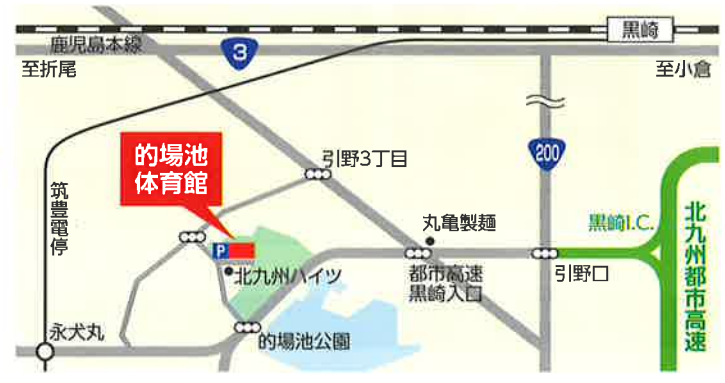 黒崎
鹿児島本線
3
至折尾
至小倉
的場池
体育館
引野3丁目
200
筑豊電停
丸亀製麺
黒崎I.C.
北九州都市高速
P
北九州ハイツ
都市高速
黒崎入口
引野口
永犬丸
的場池公園